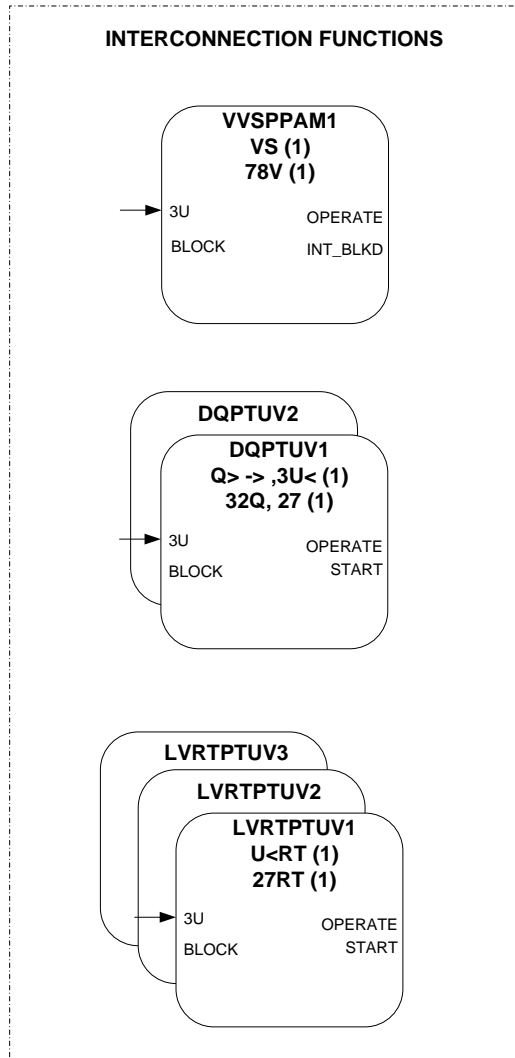 INTERCONNECTION FUNCTIONS
VVSPPAM1
VS (1)
78V (1)
3U
OPERATE
BLOCK
INT_BLKD
DQPTUV2
DQPTUV1
Q> -> ,3U< (1)
32Q, 27 (1)
3U
OPERATE
BLOCK
START
LVRTPTUV3
LVRTPTUV2
LVRTPTUV1
U<RT (1)
27RT (1)
3U
OPERATE
BLOCK
START